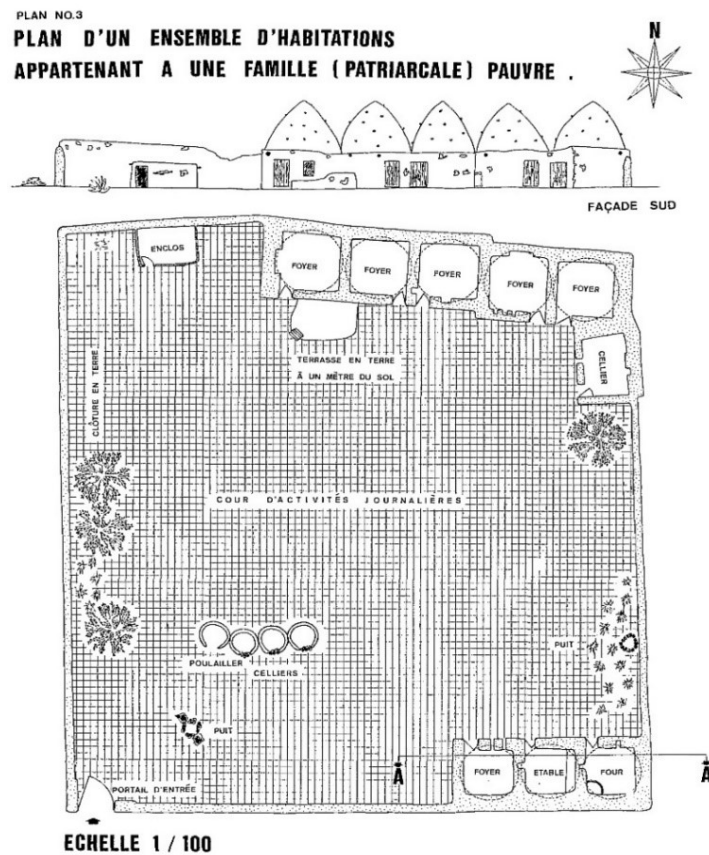 PLAN NO.3
PLAN D'UN ENSEMBLE D'HABITATIONS
APPARTENANT A UNE FAMILLE (PATRIARCALE) PAUVRE.
N
FAÇADE SUD
ENCLOS
FOYER
FOYER
FOYER
FOYER
FOYER
TERRASSE EN TERRE
À UN MÈTRE DU SOL
CELLIER
CLÔTURE EN TERRE
COUR D'ACTIVITÉS JOURNALIÈRES
POULAILLER
CELLIERS
PUIT
PUIT
A
A
FOYER
ETABLE
FOUR
PORTAIL D'ENTRÉE
ECHELLE 1 / 100